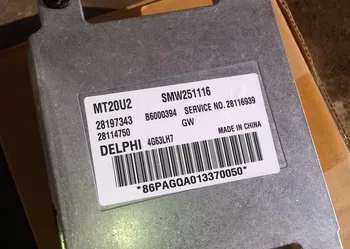 MT20U2 SMW251116
28197343 B6000394 SERVICE NO. 28116939
28114750 GW
DELPHI 4G63LH7 MADE IN CHINA
*86PAGQA013370050*